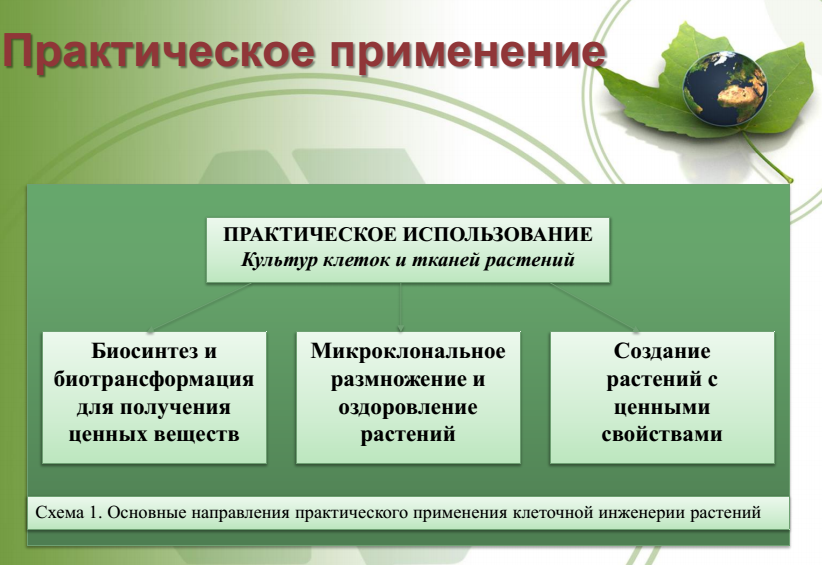 Практическое применение
ПРАКТИЧЕСКОЕ ИСПОЛЬЗОВАНИЕ
Культур клеток и тканей растений
Биосинтез и
биотрансформация
для получения
ценных веществ
Микроклональное
размножение и
оздоровление
растений
Создание
растений с
ценными
свойствами
Схема 1. Основные направления практического применения клеточной инженерии растений